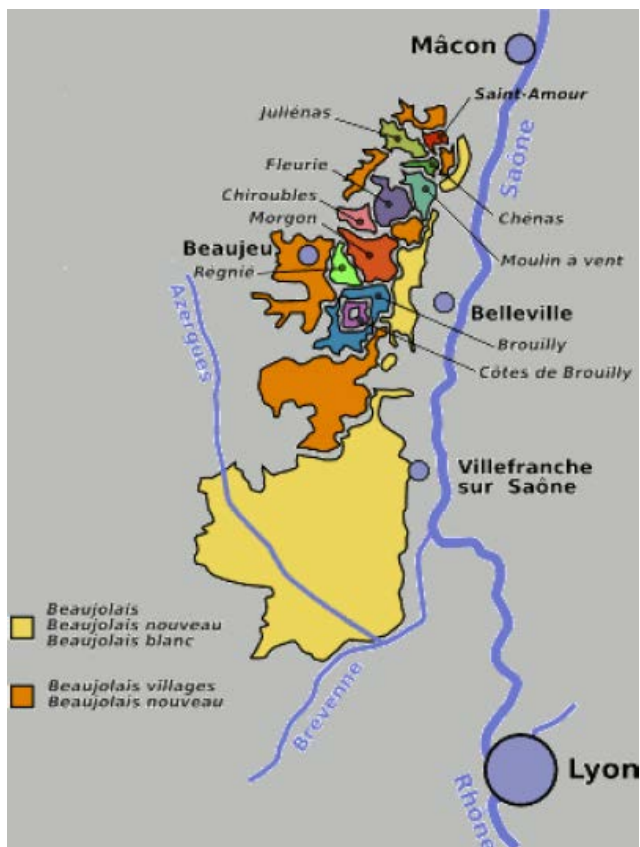 Mâcon
Saint-Amour
Juliénas
Saône
Fleurie
Chiroubles
Chénas
Morgon
Beaujeu
Moulin à vent
Régnié
Azergues
Belleville
Brouilly
Côtes de Brouilly
Villefranche
sur Saône
Beaujolais
Beaujolais nouveau
Beaujolais blanc
Beaujolais villages
Beaujolais nouveau
Brevenne
Lyon
Rhône